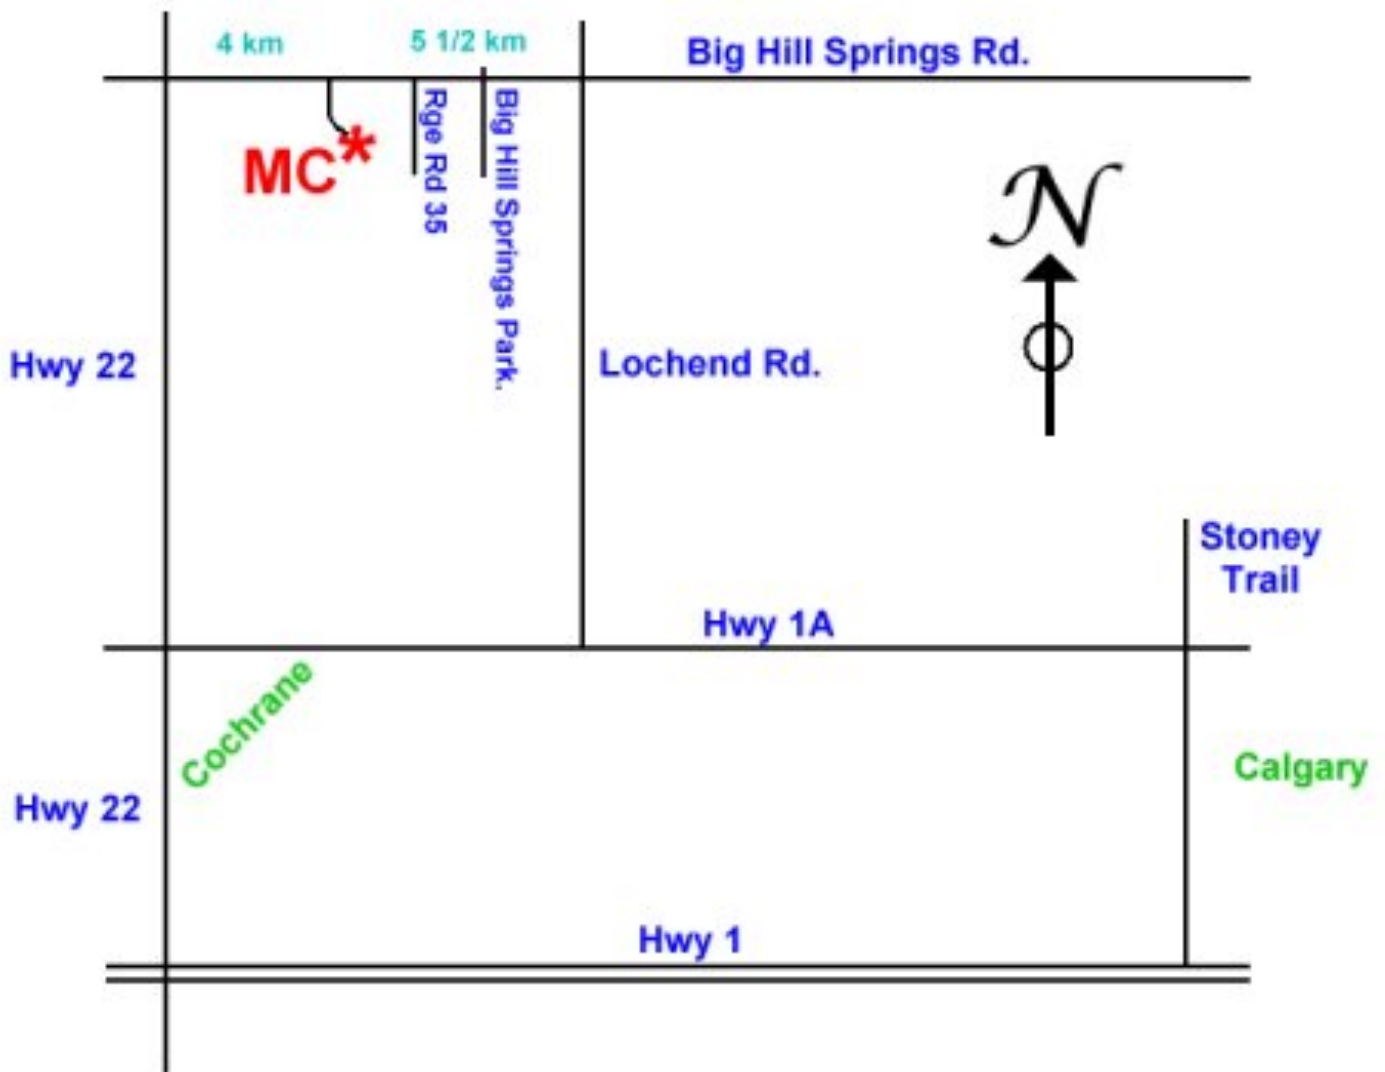 4 km
5 1/2 km
Big Hill Springs Rd.
MC*
Rge Rd 35
Big Hill Springs Park.
N
Hwy 22
Lochend Rd.
Stoney
Trail
Hwy 1A
Cochrane
Calgary
Hwy 22
Hwy 1